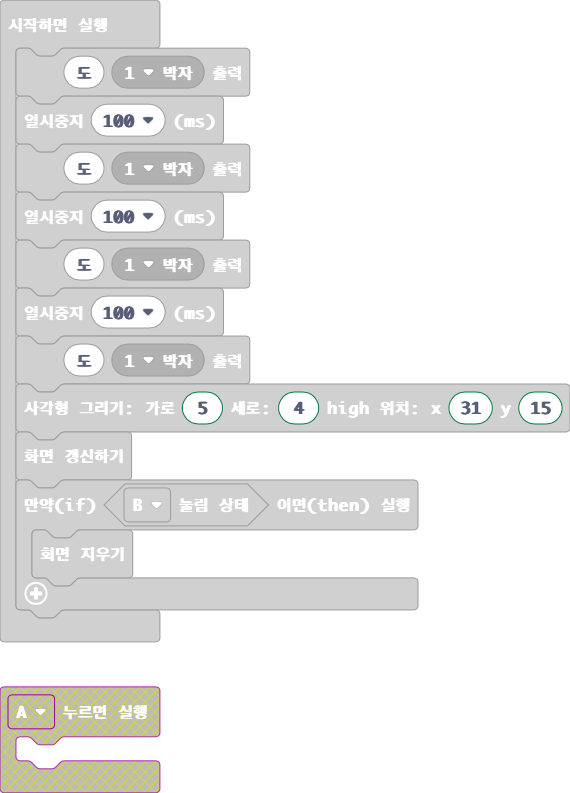 시작하면 실행
도 1 박자 출력
일시중지 100 (ms)
도 1 박자 출력
일시중지 100 (ms)
도 1 박자 출력
일시중지 100 (ms)
도 1 박자 출력
사각형 그리기: 가로 5 세로: 4 high 위치: x 31 y 15
화면 갱신하기
만약(if) B 눌림 상태 이면(then) 실행
화면 지우기
A 누르면 실행